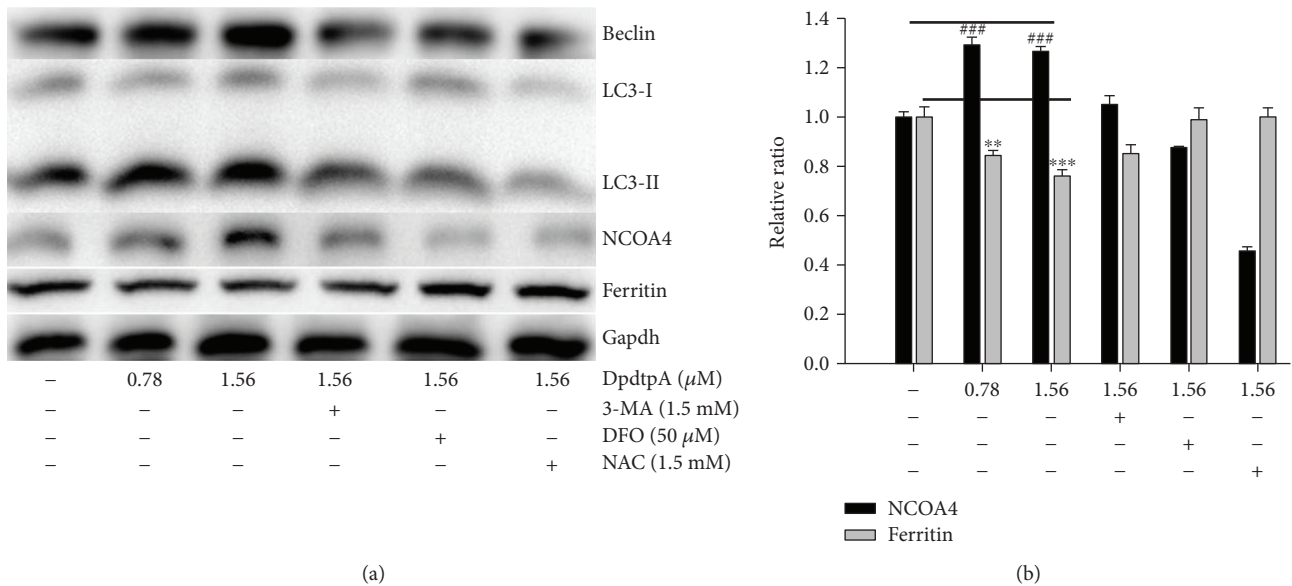 Beclin
LC3-I
LC3-II
NCOA4
Ferritin
Gapdh
– 0.78 1.56 1.56 1.56 1.56 DpdtpA (μM)
– – – + – – 3-MA (1.5 mM)
– – – – + – DFO (50 μM)
– – – – – + NAC (1.5 mM)
(a)
Relative ratio
1.4
1.2
1.0
0.8
0.6
0.4
0.2
0.0
### ###
** ***
– 0.78 1.56 1.56 1.56 1.56
– – – + – –
– – – – + –
– – – – – +
NCOA4
Ferritin
(b)